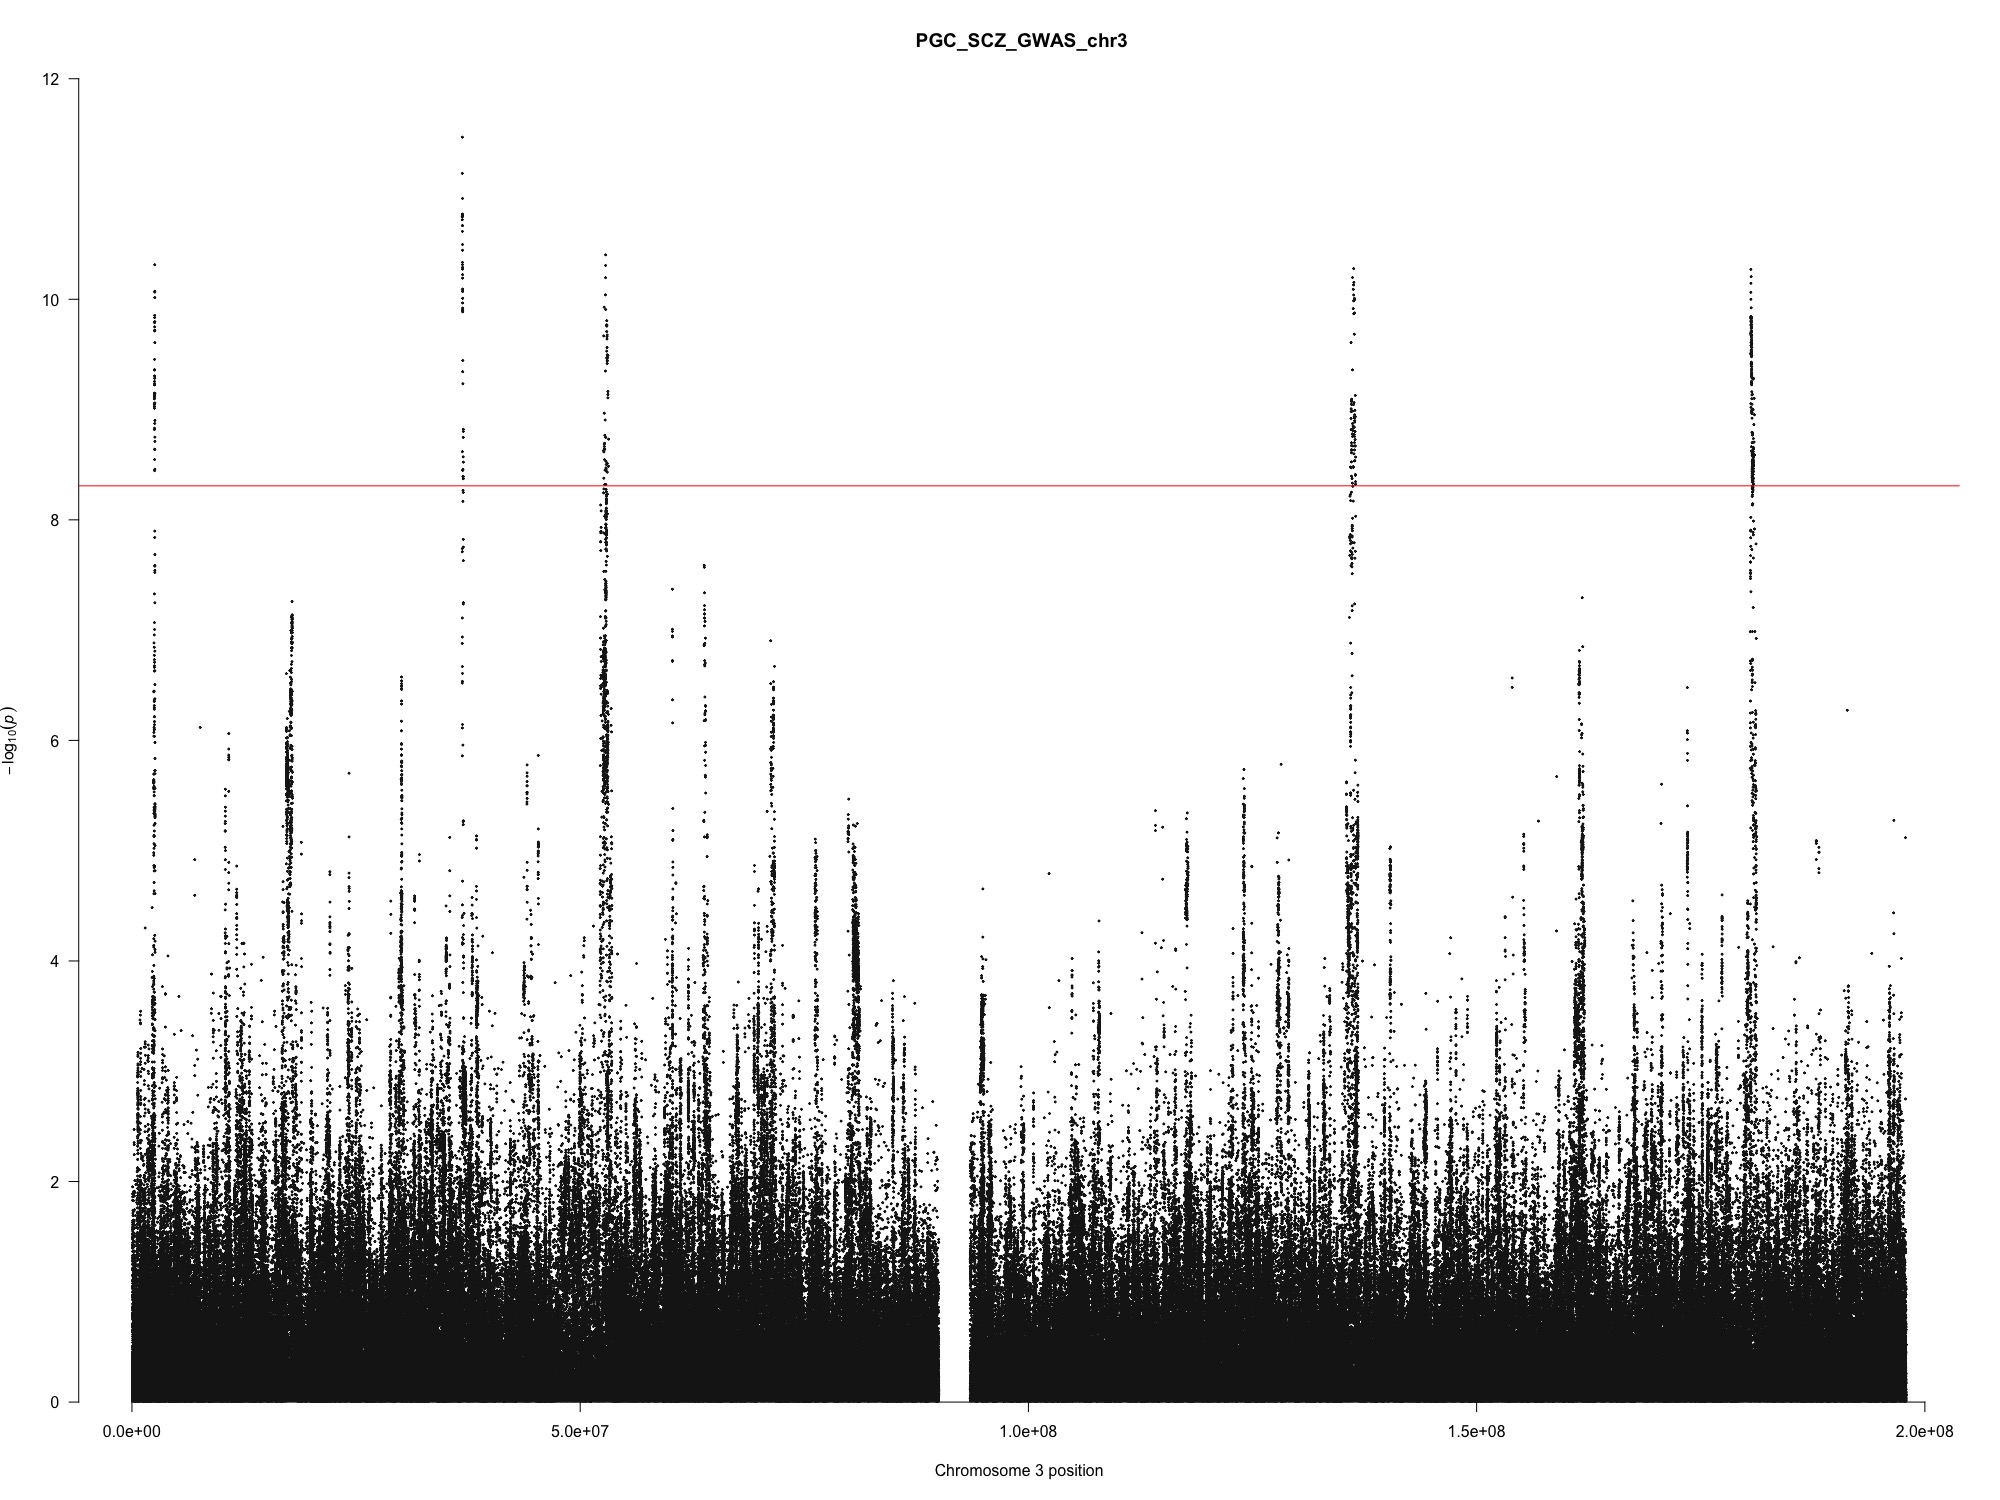 PGC_SCZ_GWAS_chr3
12
10
8
6
4
2
0
−log₁₀(p)
0.0e+00 5.0e+07 1.0e+08 1.5e+08 2.0e+08
Chromosome 3 position